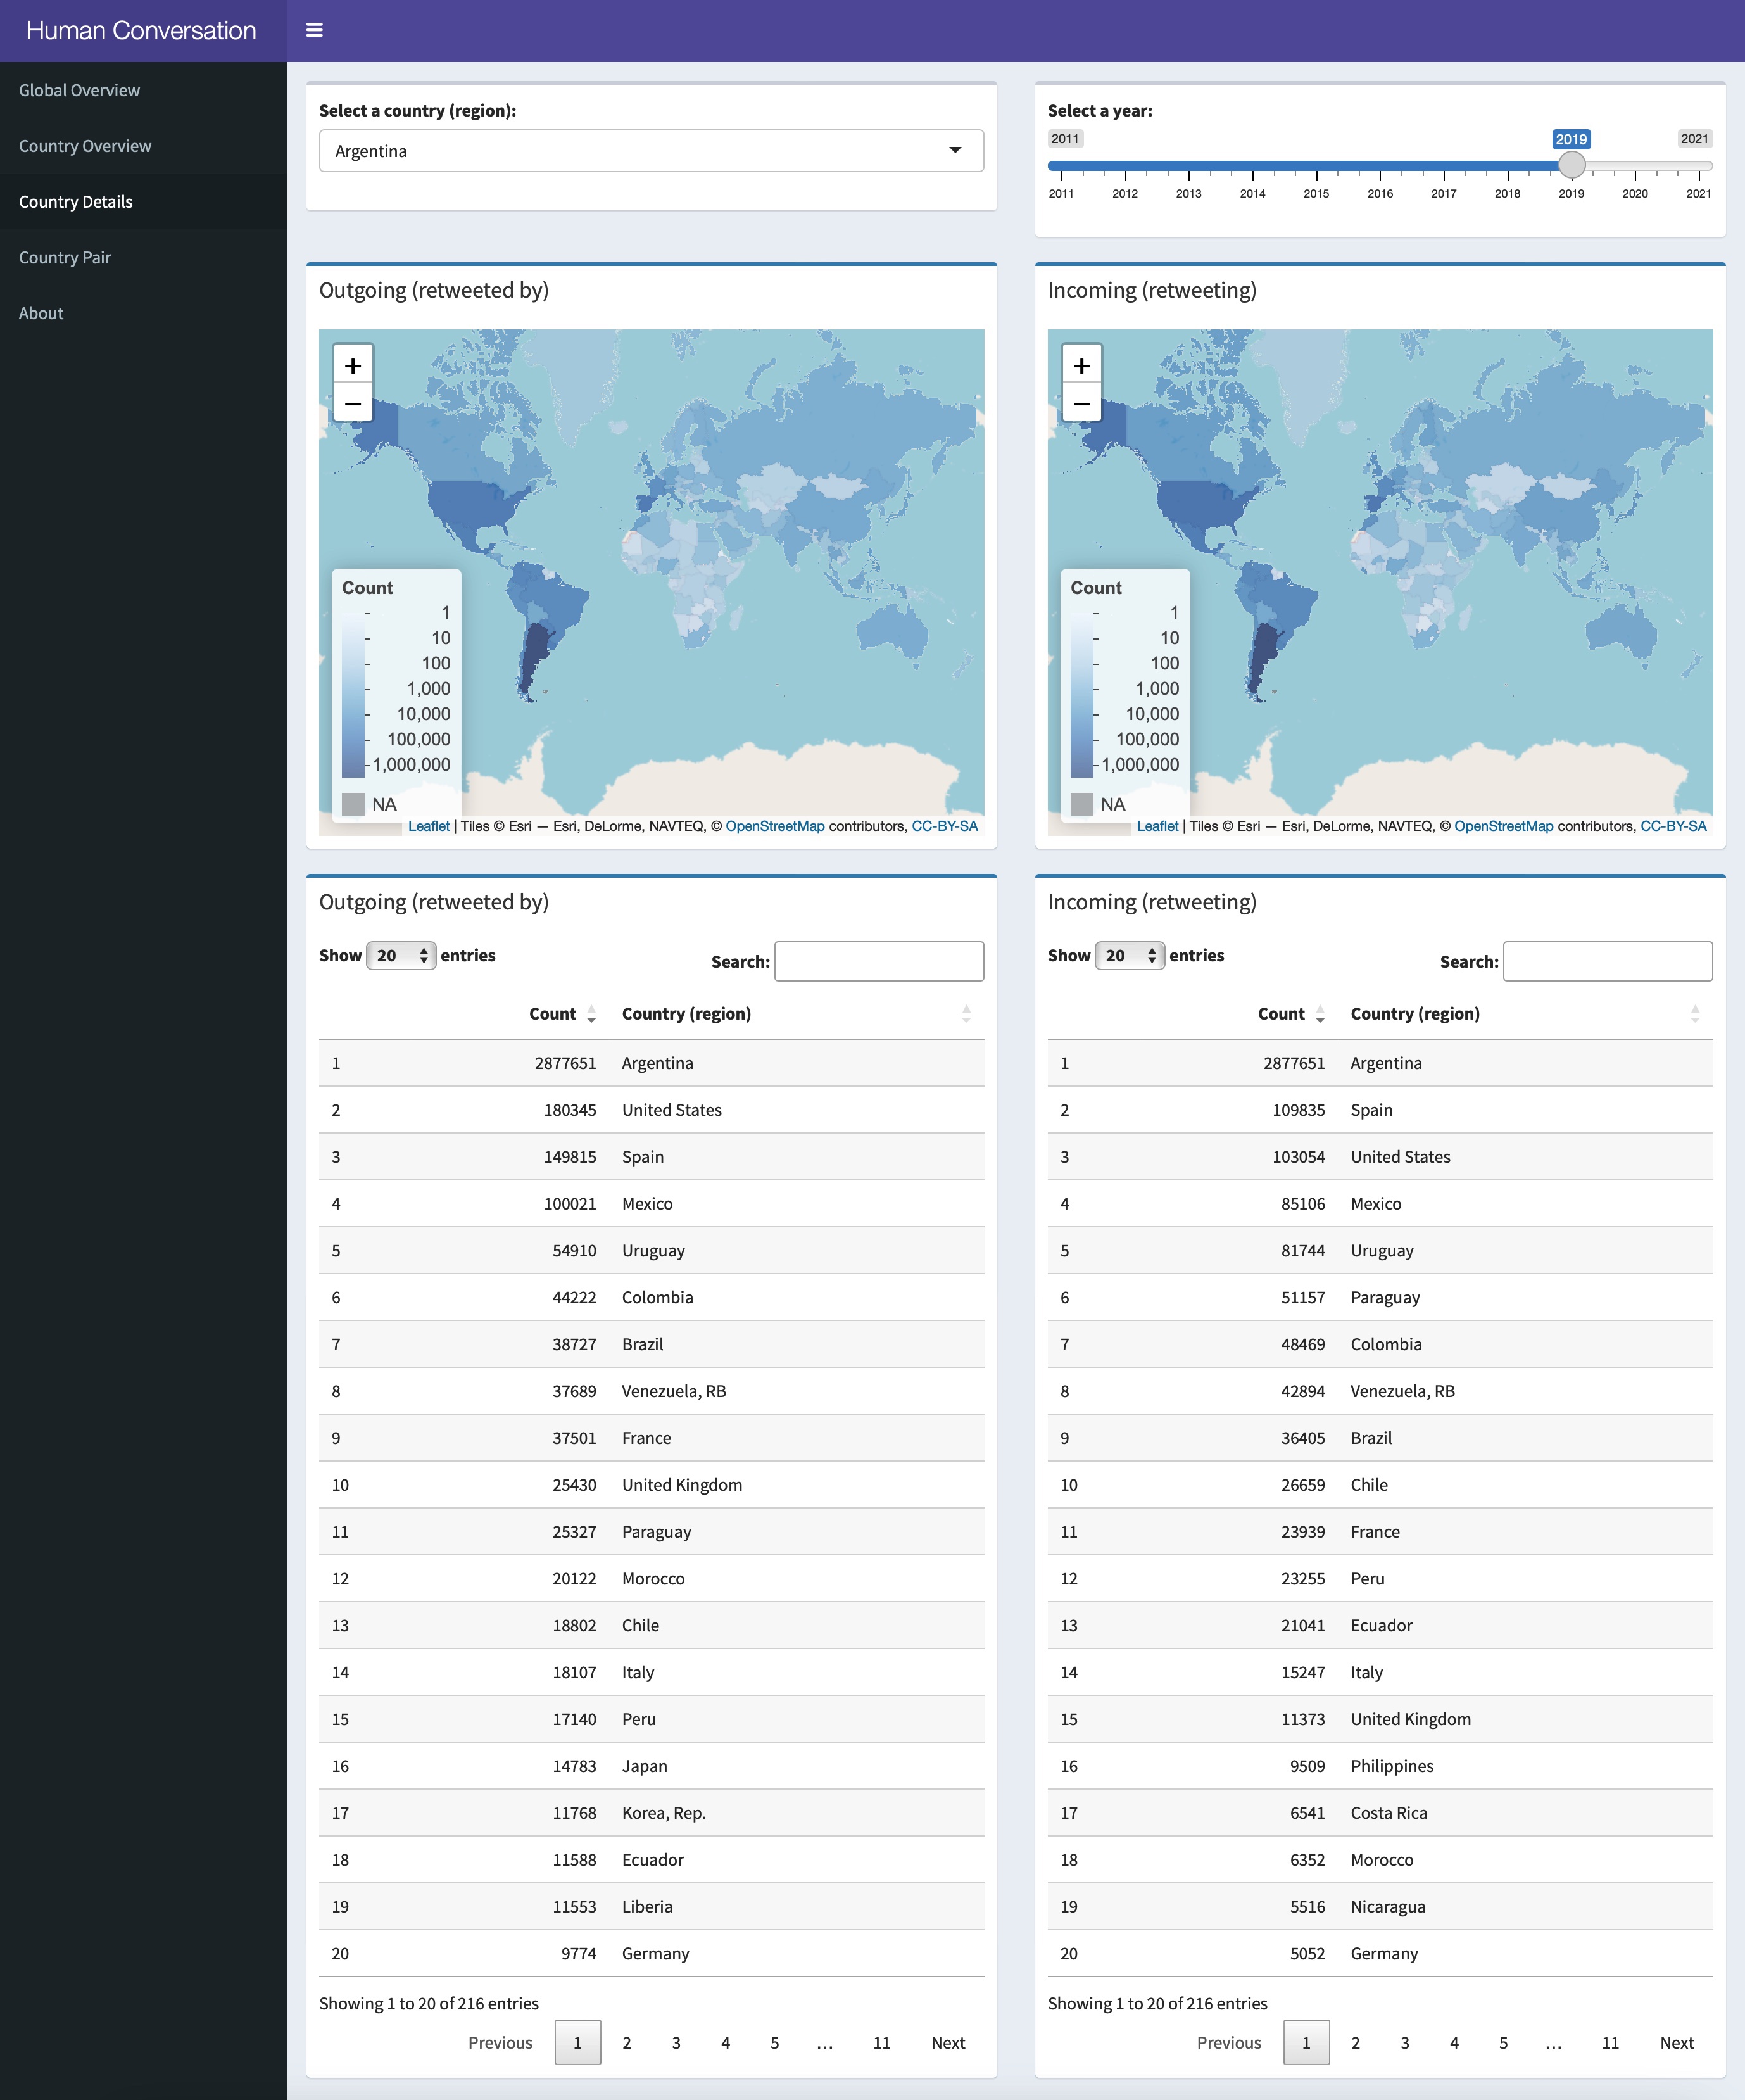 Human Conversation
Global Overview
Country Overview
Country Details
Country Pair
About
Select a country (region):
Argentina
Select a year:
2011 2019 2021
2011 2012 2013 2014 2015 2016 2017 2018 2019 2020 2021
Outgoing (retweeted by)
+
−
Count
1
10
100
1,000
10,000
100,000
1,000,000
NA
Leaflet | Tiles © Esri — Esri, DeLorme, NAVTEQ, © OpenStreetMap contributors, CC-BY-SA
Incoming (retweeting)
+
−
Count
1
10
100
1,000
10,000
100,000
1,000,000
NA
Leaflet | Tiles © Esri — Esri, DeLorme, NAVTEQ, © OpenStreetMap contributors, CC-BY-SA
Outgoing (retweeted by)
Show 20 entries Search:
Count Country (region)
1 2877651 Argentina
2 180345 United States
3 149815 Spain
4 100021 Mexico
5 54910 Uruguay
6 44222 Colombia
7 38727 Brazil
8 37689 Venezuela, RB
9 37501 France
10 25430 United Kingdom
11 25327 Paraguay
12 20122 Morocco
13 18802 Chile
14 18107 Italy
15 17140 Peru
16 14783 Japan
17 11768 Korea, Rep.
18 11588 Ecuador
19 11553 Liberia
20 9774 Germany
Showing 1 to 20 of 216 entries
Previous 1 2 3 4 5 … 11 Next
Incoming (retweeting)
Show 20 entries Search:
Count Country (region)
1 2877651 Argentina
2 109835 Spain
3 103054 United States
4 85106 Mexico
5 81744 Uruguay
6 51157 Paraguay
7 48469 Colombia
8 42894 Venezuela, RB
9 36405 Brazil
10 26659 Chile
11 23939 France
12 23255 Peru
13 21041 Ecuador
14 15247 Italy
15 11373 United Kingdom
16 9509 Philippines
17 6541 Costa Rica
18 6352 Morocco
19 5516 Nicaragua
20 5052 Germany
Showing 1 to 20 of 216 entries
Previous 1 2 3 4 5 … 11 Next